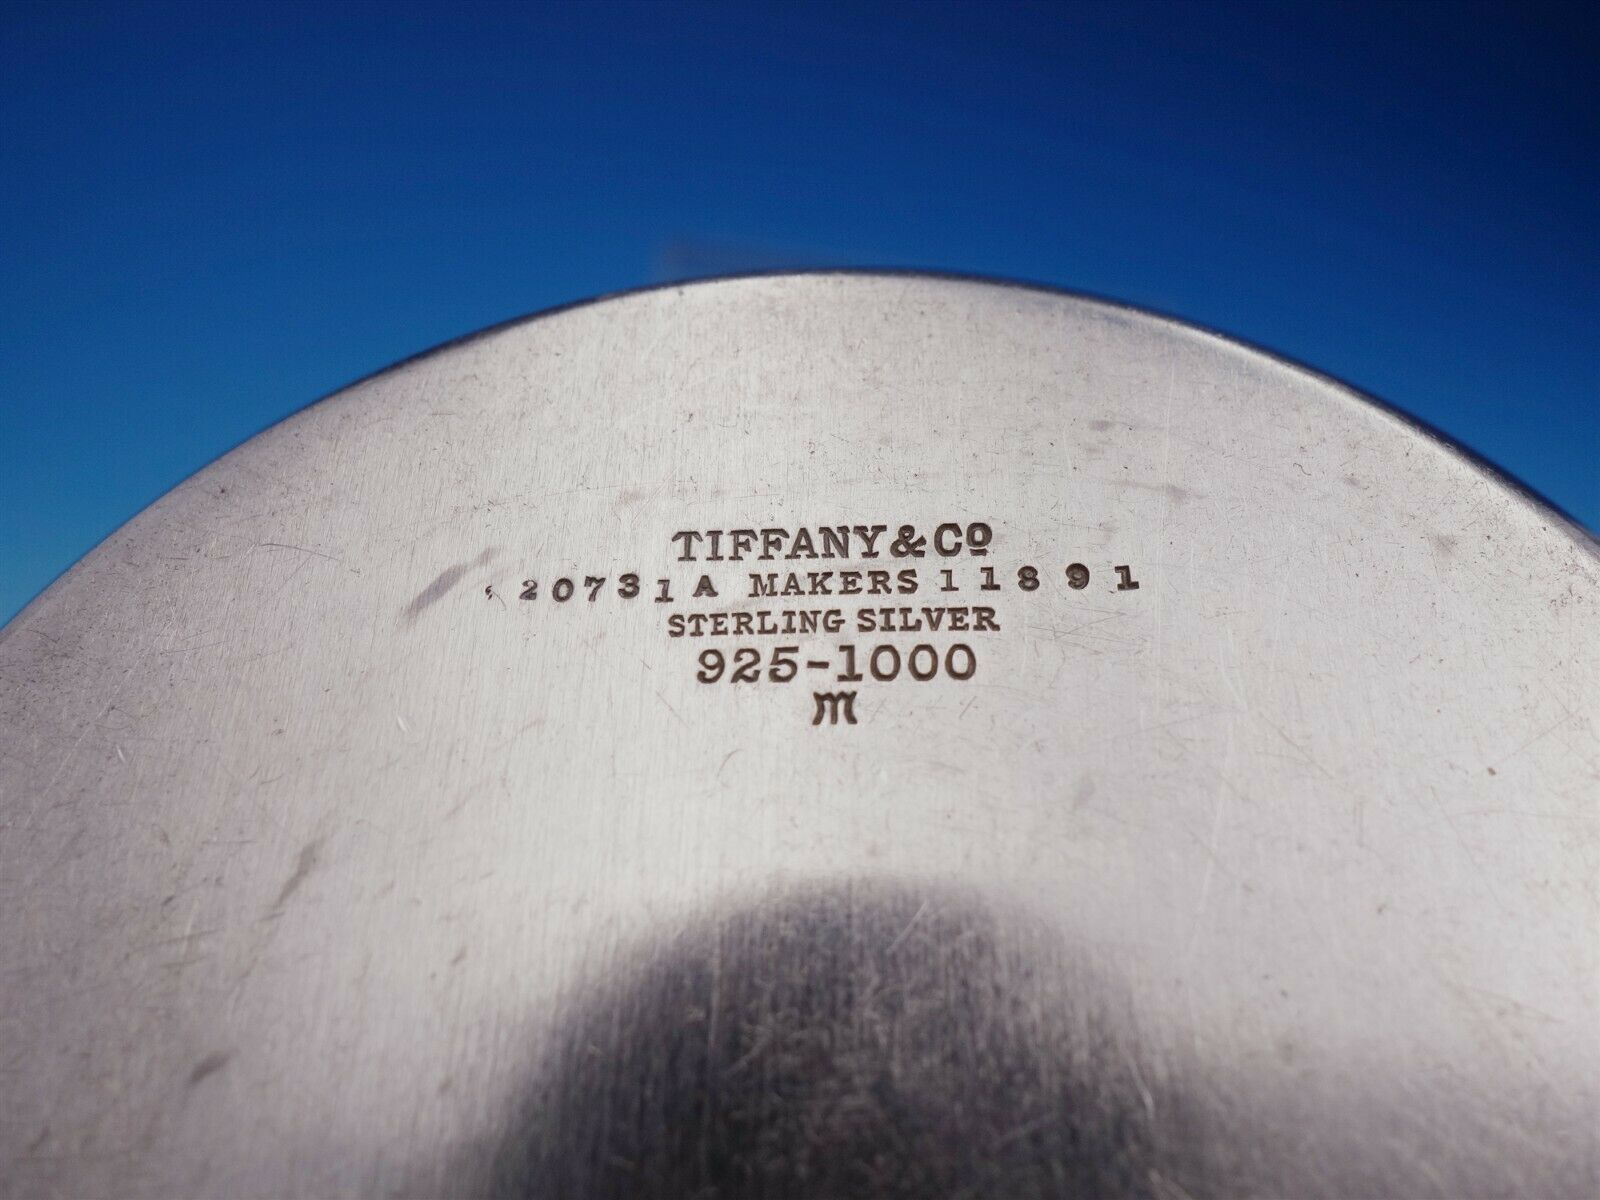 TIFFANY & Cº
20731A MAKERS 11891
STERLING SILVER
925-1000
m